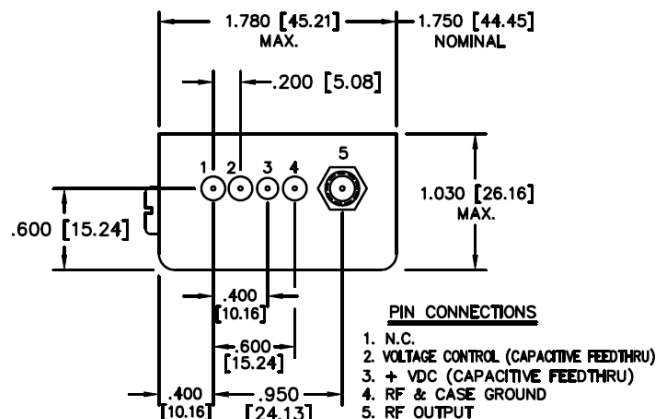 1.780 [45.21]
MAX.
1.750 [44.45]
NOMINAL
.200 [5.08]
1 2 3 4 5
1.030 [26.16]
MAX.
.600 [15.24]
.400
[10.16]
.600
[15.24]
.400
[10.16]
.950
[24.13]
PIN CONNECTIONS
1. N.C.
2. VOLTAGE CONTROL (CAPACITIVE FEEDTHRU)
3. + VDC (CAPACITIVE FEEDTHRU)
4. RF & CASE GROUND
5. RF OUTPUT